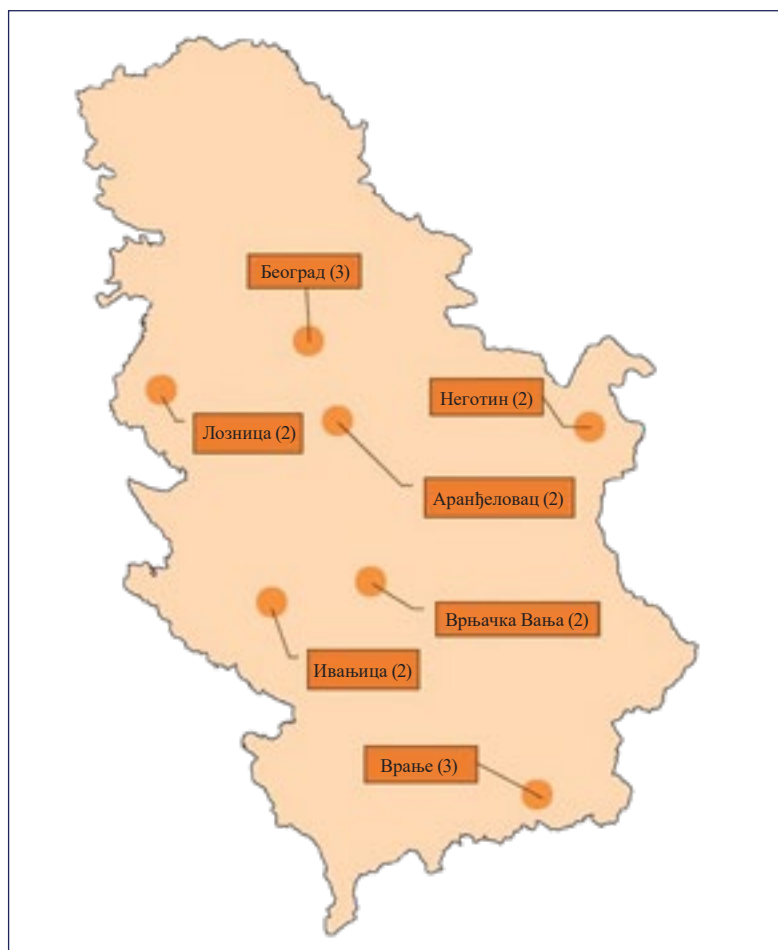 Београд (3)
Неготин (2)
Лозница (2)
Аранђеловац (2)
Врњачка Вања (2)
Ивањица (2)
Врање (3)